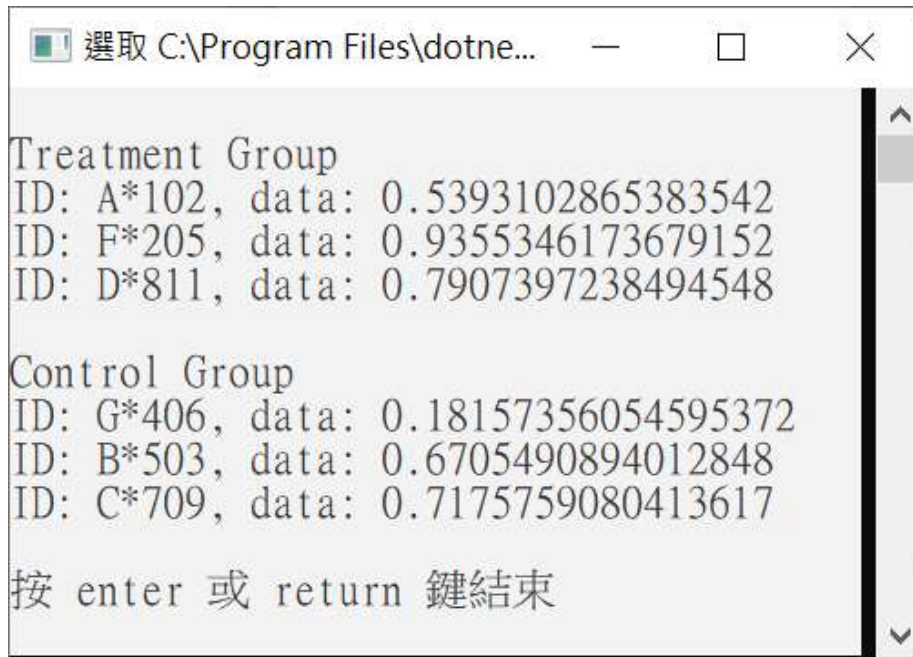 選取 C:\Program Files\dotne...
Treatment Group
ID: A*102, data: 0.5393102865383542
ID: F*205, data: 0.9355346173679152
ID: D*811, data: 0.7907397238494548
Control Group
ID: G*406, data: 0.18157356054595372
ID: B*503, data: 0.6705490894012848
ID: C*709, data: 0.7175759080413617
按 enter 或 return 鍵結束